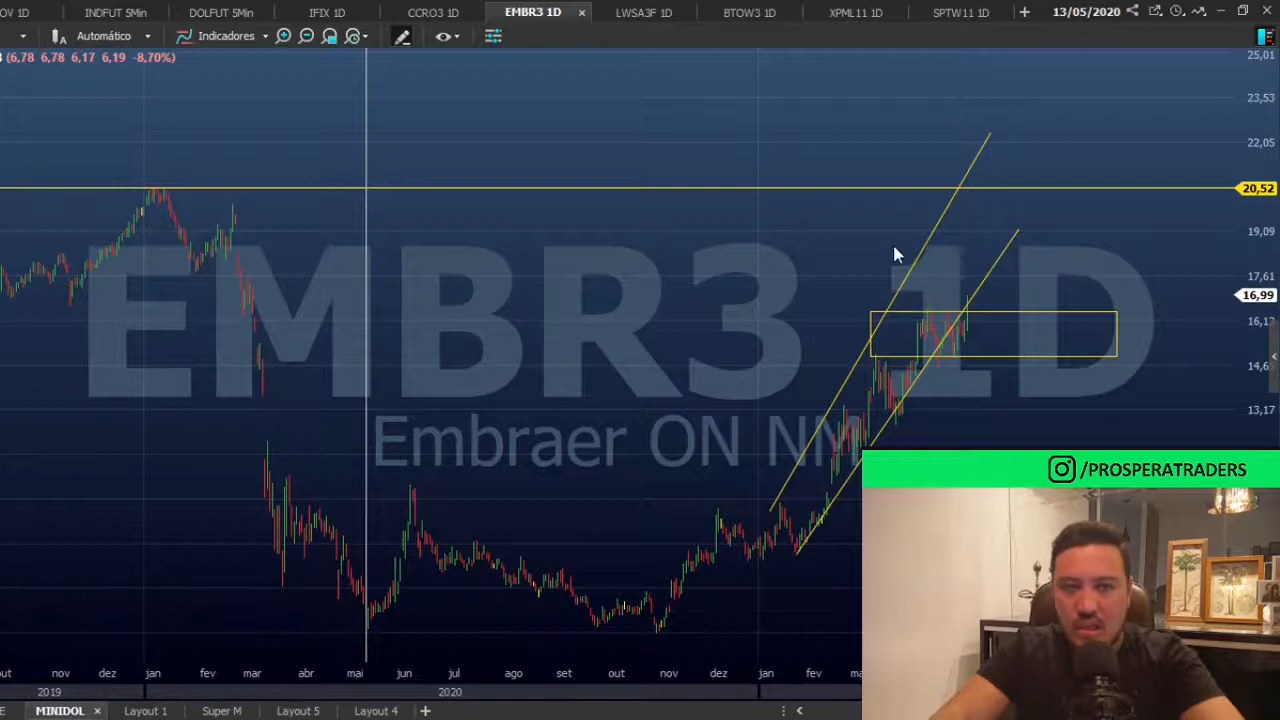 OV 1D INDFUT 5Min DOLFUT 5Min IFIX 1D CCRO3 1D EMBR3 1D × LWSA3F 1D BTOW3 1D XPML11 1D SPTW11 1D + 13/05/2020
Automático Indicadores
(6,78 6,78 6,17 6,19 -8,70%)
25,01
23,53
22,05
20,52
19,09
17,61
16,99
16,17
14,6
13,17
EMBR3 1D
Embraer ON NM
/PROSPERATRADERS
out nov dez jan fev mar abr mai jun jul ago set out nov dez jan fev
2019 2020
E MINIDOL × Layout 1 Super M Layout 5 Layout 4 +